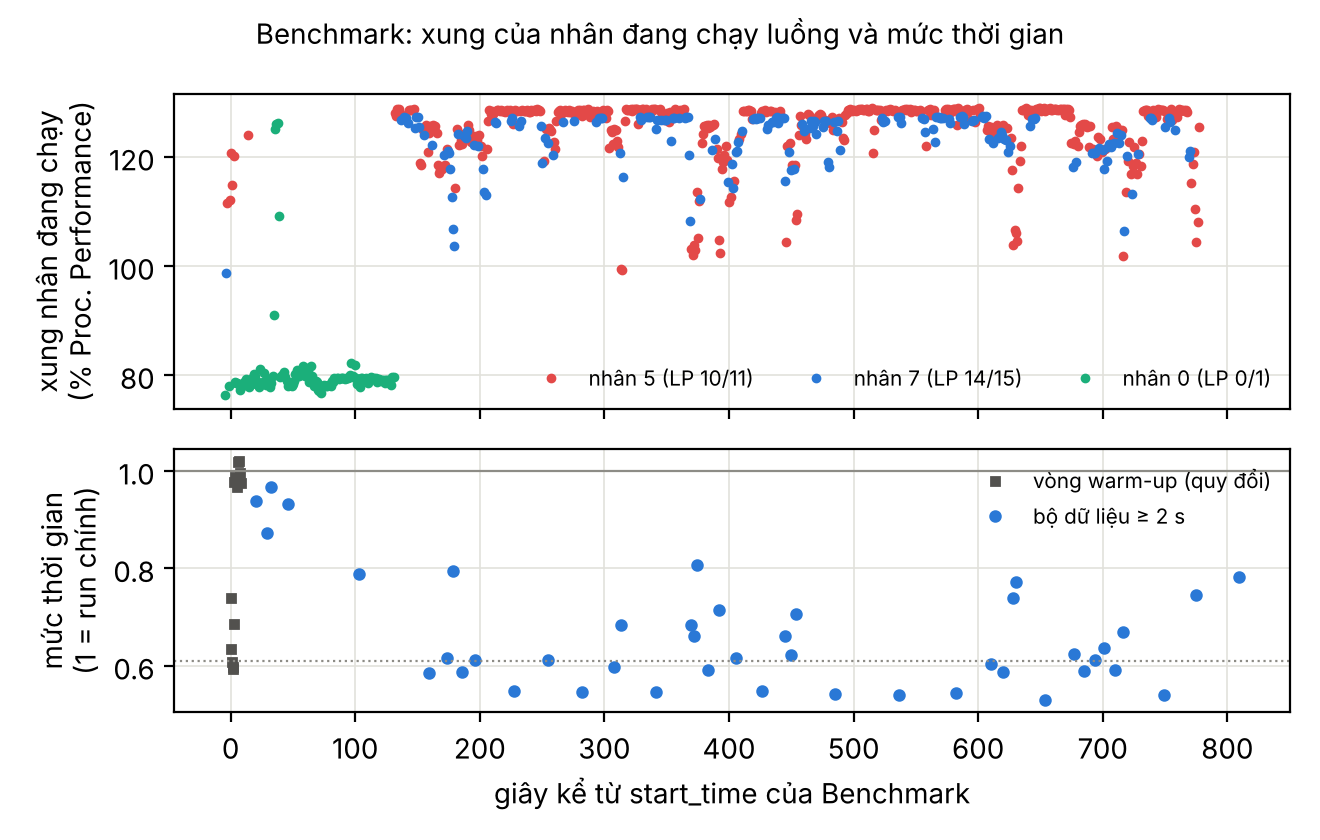 Benchmark: xung của nhân đang chạy luồng và mức thời gian
xung nhân đang chạy
(% Proc. Performance)
120
100
80
nhân 5 (LP 10/11)
nhân 7 (LP 14/15)
nhân 0 (LP 0/1)
mức thời gian
(1 = run chính)
1.0
0.8
0.6
vòng warm-up (quy đổi)
bộ dữ liệu ≥ 2 s
0 100 200 300 400 500 600 700 800
giây kể từ start_time của Benchmark